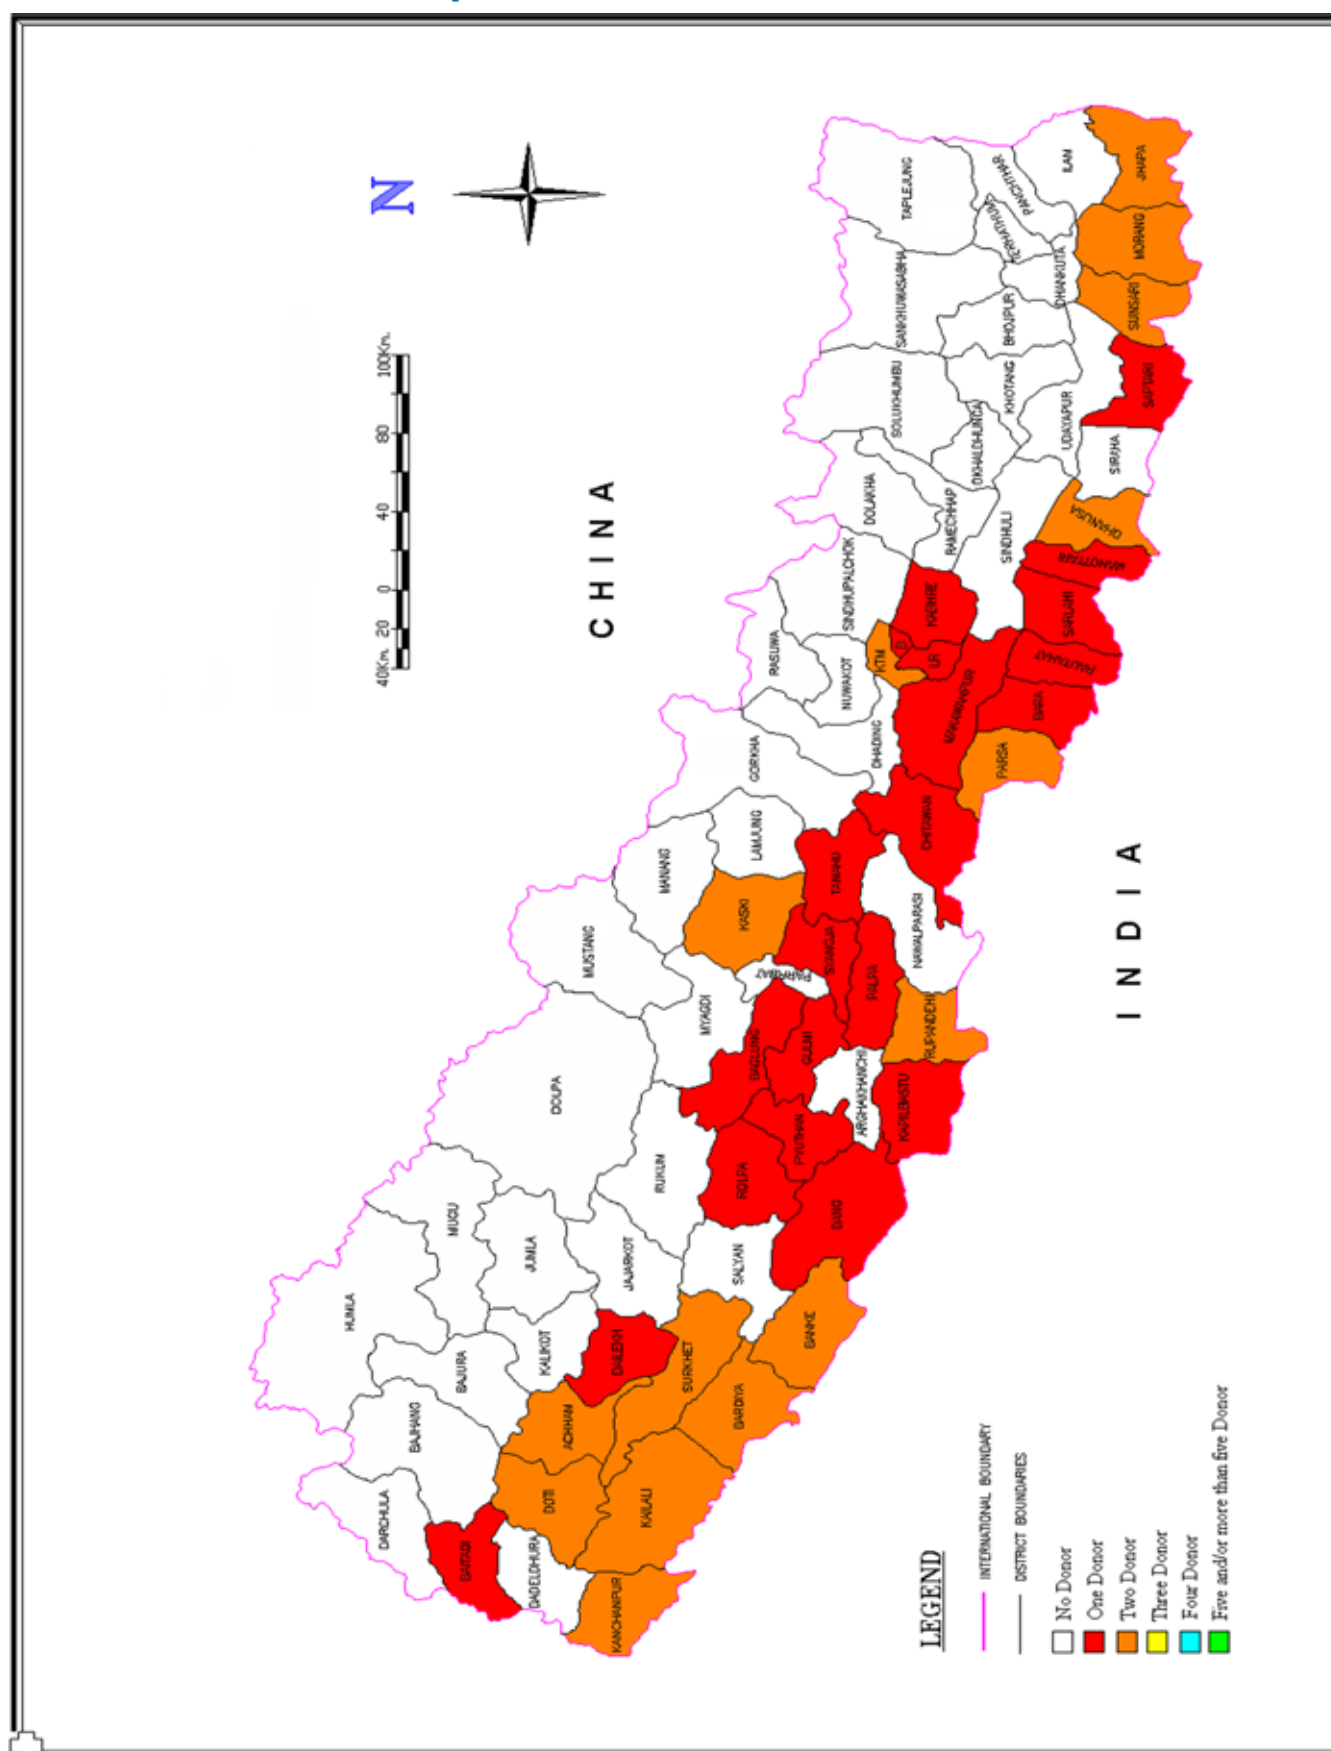 N
40Km. 20 0 40 80 100Km.
CHINA
INDIA
DARCHULA
BAJHANG
HUMLA
BAITADI
DADELDHURA
KANCHANPUR
DOTI
ACHHAM
BAJURA
KAILALI
KALIKOT
MUGU
JUMLA
DAILEKH
SURKHET
BARDIYA
BANKE
JAJARKOT
DOLPA
RUKUM
SALYAN
ROLPA
DANG
PYUTHAN
MUSTANG
MYAGDI
BAGLUNG
GULMI
ARGHAKHANCHI
KAPILBASTU
PARBAT
SYANGJA
PALPA
RUPANDEHI
MANANG
KASKI
LAMJUNG
TANAHU
NAWALPARASI
GORKHA
CHITAWAN
DHADING
RASUWA
NUWAKOT
MAKAWANPUR
PARSA
BARA
KTM
B
LR
SINDHUPALCHOK
KABHRE
RAUTAHAT
SARLAHI
MAHOTTARI
DHANUSA
SINDHULI
DOLAKHA
RAMECHHAP
SOLUKHUMBU
OKHALDHUNGA
KHOTANG
UDAYAPUR
SIRAHA
SAPTARI
SANKHUWASABHA
BHOJPUR
DHANKUTA
SUNSARI
MORANG
TAPLEJUNG
TERHATHUM
PANCHTHAR
ILAM
JHAPA
LEGEND
INTERNATIONAL BOUNDARY
DISTRICT BOUNDARIES
No Donor
One Donor
Two Donor
Three Donor
Four Donor
Five and/or more than five Donor